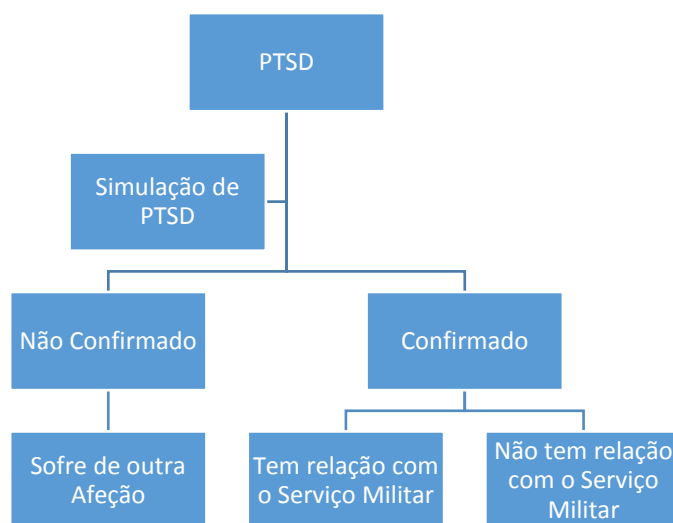 PTSD
Simulação de
PTSD
Não Confirmado
Confirmado
Sofre de outra
Afeção
Tem relação com
o Serviço Militar
Não tem relação
com o Serviço
Militar